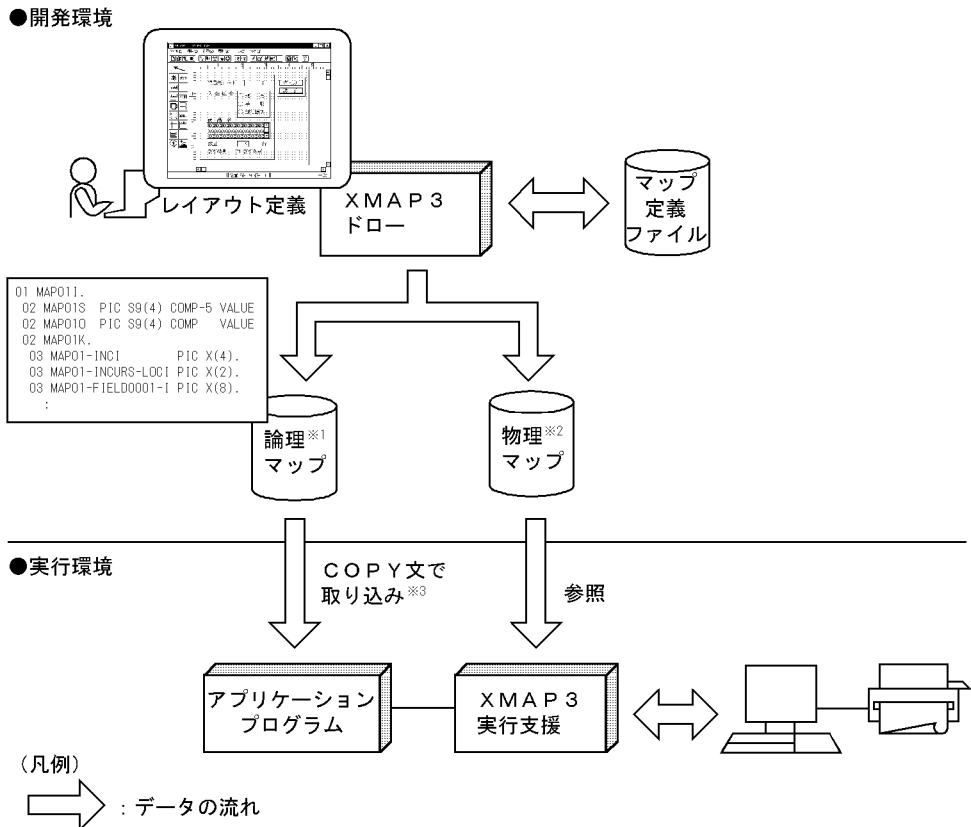 ●開発環境
レイアウト定義
XMAP3
ドロー
マップ
定義
ファイル
01 MAP01I.
02 MAP01S PIC S9(4) COMP-5 VALUE
02 MAP01O PIC S9(4) COMP VALUE
02 MAP01K.
03 MAP01-INCI PIC X(4).
03 MAP01-INCURS-LOCI PIC X(2).
03 MAP01-FIELD0001-I PIC X(8).
:
論理※1
マップ
物理※2
マップ
●実行環境
COPY文で
取り込み※3
参照
アプリケーション
プログラム
XMAP3
実行支援
(凡例)
:データの流れ